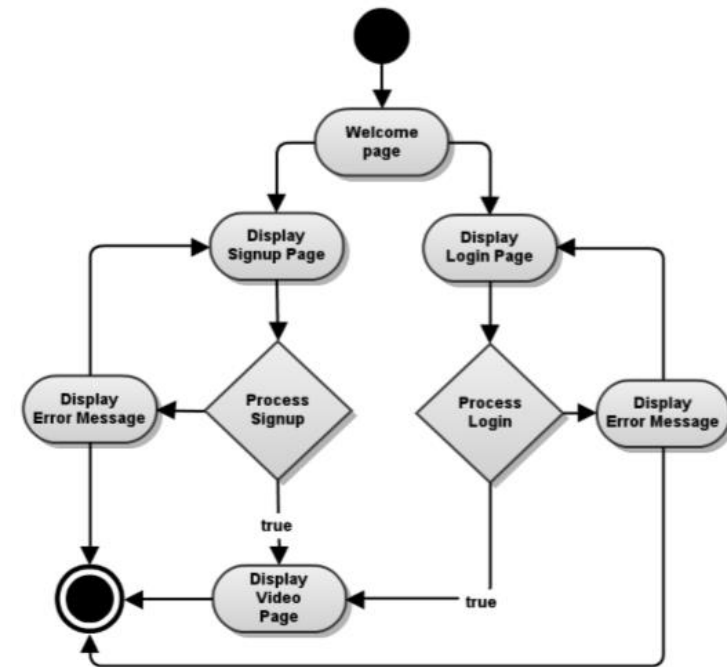 Welcome
page
Display
Signup Page
Display
Login Page
Display
Error Message
Process
Signup
Process
Login
Display
Error Message
true
Display
Video
Page
true